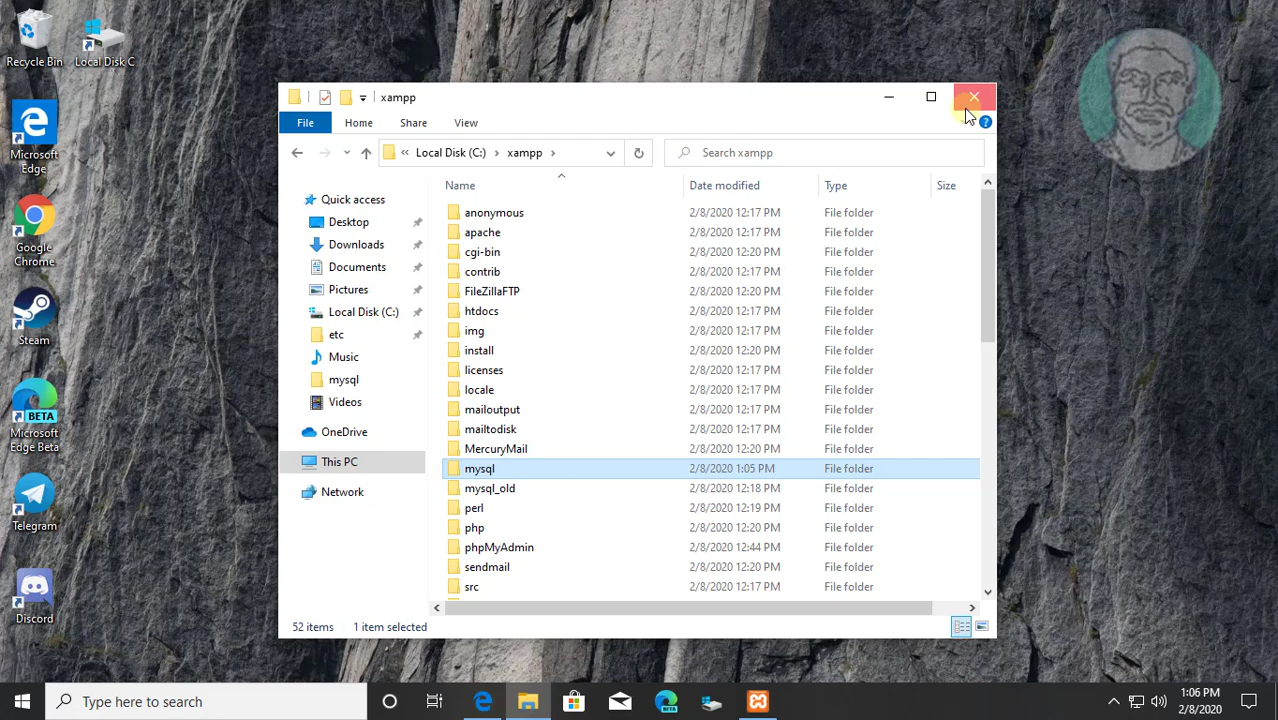 Recycle Bin
Local Disk C
Microsoft Edge
Google Chrome
Steam
BETA
Microsoft Edge Beta
Telegram
Discord
xampp
File Home Share View
« Local Disk (C:) > xampp >
Search xampp
Quick access
Desktop
Downloads
Documents
Pictures
Local Disk (C:)
etc
Music
mysql
Videos
OneDrive
This PC
Network
Name Date modified Type Size
anonymous 2/8/2020 12:17 PM File folder
apache 2/8/2020 12:17 PM File folder
cgi-bin 2/8/2020 12:20 PM File folder
contrib 2/8/2020 12:17 PM File folder
FileZillaFTP 2/8/2020 12:20 PM File folder
htdocs 2/8/2020 12:17 PM File folder
img 2/8/2020 12:17 PM File folder
install 2/8/2020 12:20 PM File folder
licenses 2/8/2020 12:17 PM File folder
locale 2/8/2020 12:17 PM File folder
mailoutput 2/8/2020 12:17 PM File folder
mailtodisk 2/8/2020 12:17 PM File folder
MercuryMail 2/8/2020 12:20 PM File folder
mysql 2/8/2020 1:05 PM File folder
mysql_old 2/8/2020 12:18 PM File folder
perl 2/8/2020 12:19 PM File folder
php 2/8/2020 12:20 PM File folder
phpMyAdmin 2/8/2020 12:44 PM File folder
sendmail 2/8/2020 12:20 PM File folder
src 2/8/2020 12:17 PM File folder
52 items 1 item selected
Type here to search
BETA
1:06 PM
2/8/2020